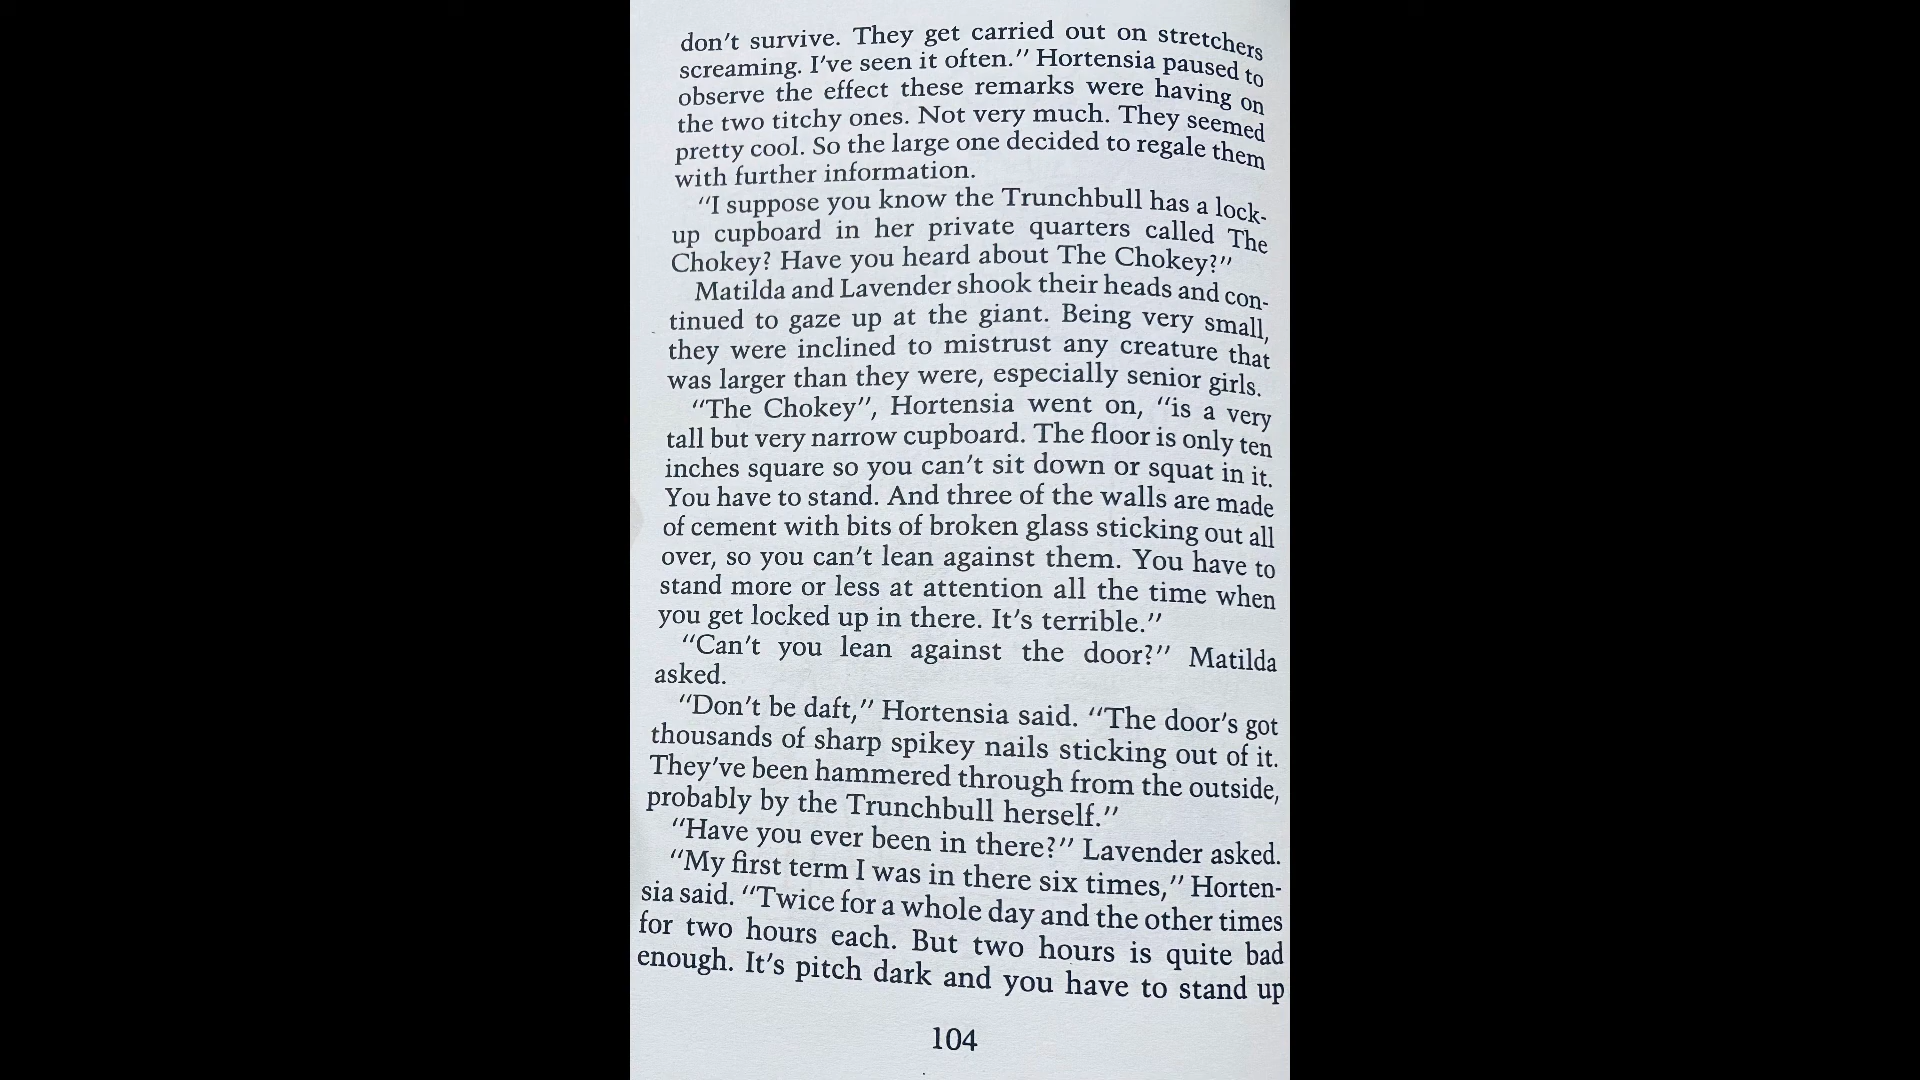 don't survive. They get carried out on stretchers
screaming. I've seen it often." Hortensia paused to
observe the effect these remarks were having on
the two titchy ones. Not very much. They seemed
pretty cool. So the large one decided to regale them
with further information.
"I suppose you know the Trunchbull has a lock-
up cupboard in her private quarters called The
Chokey? Have you heard about The Chokey?"
Matilda and Lavender shook their heads and con-
tinued to gaze up at the giant. Being very small,
they were inclined to mistrust any creature that
was larger than they were, especially senior girls.
"The Chokey", Hortensia went on, "is a very
tall but very narrow cupboard. The floor is only ten
inches square so you can't sit down or squat in it.
You have to stand. And three of the walls are made
of cement with bits of broken glass sticking out all
over, so you can't lean against them. You have to
stand more or less at attention all the time when
you get locked up in there. It's terrible."
"Can't you lean against the door?" Matilda
asked.
"Don't be daft," Hortensia said. "The door's got
thousands of sharp spikey nails sticking out of it.
They've been hammered through from the outside,
probably by the Trunchbull herself."
"Have you ever been in there?" Lavender asked.
"My first term I was in there six times," Horten-
sia said. "Twice for a whole day and the other times
for two hours each. But two hours is quite bad
enough. It's pitch dark and you have to stand up
104